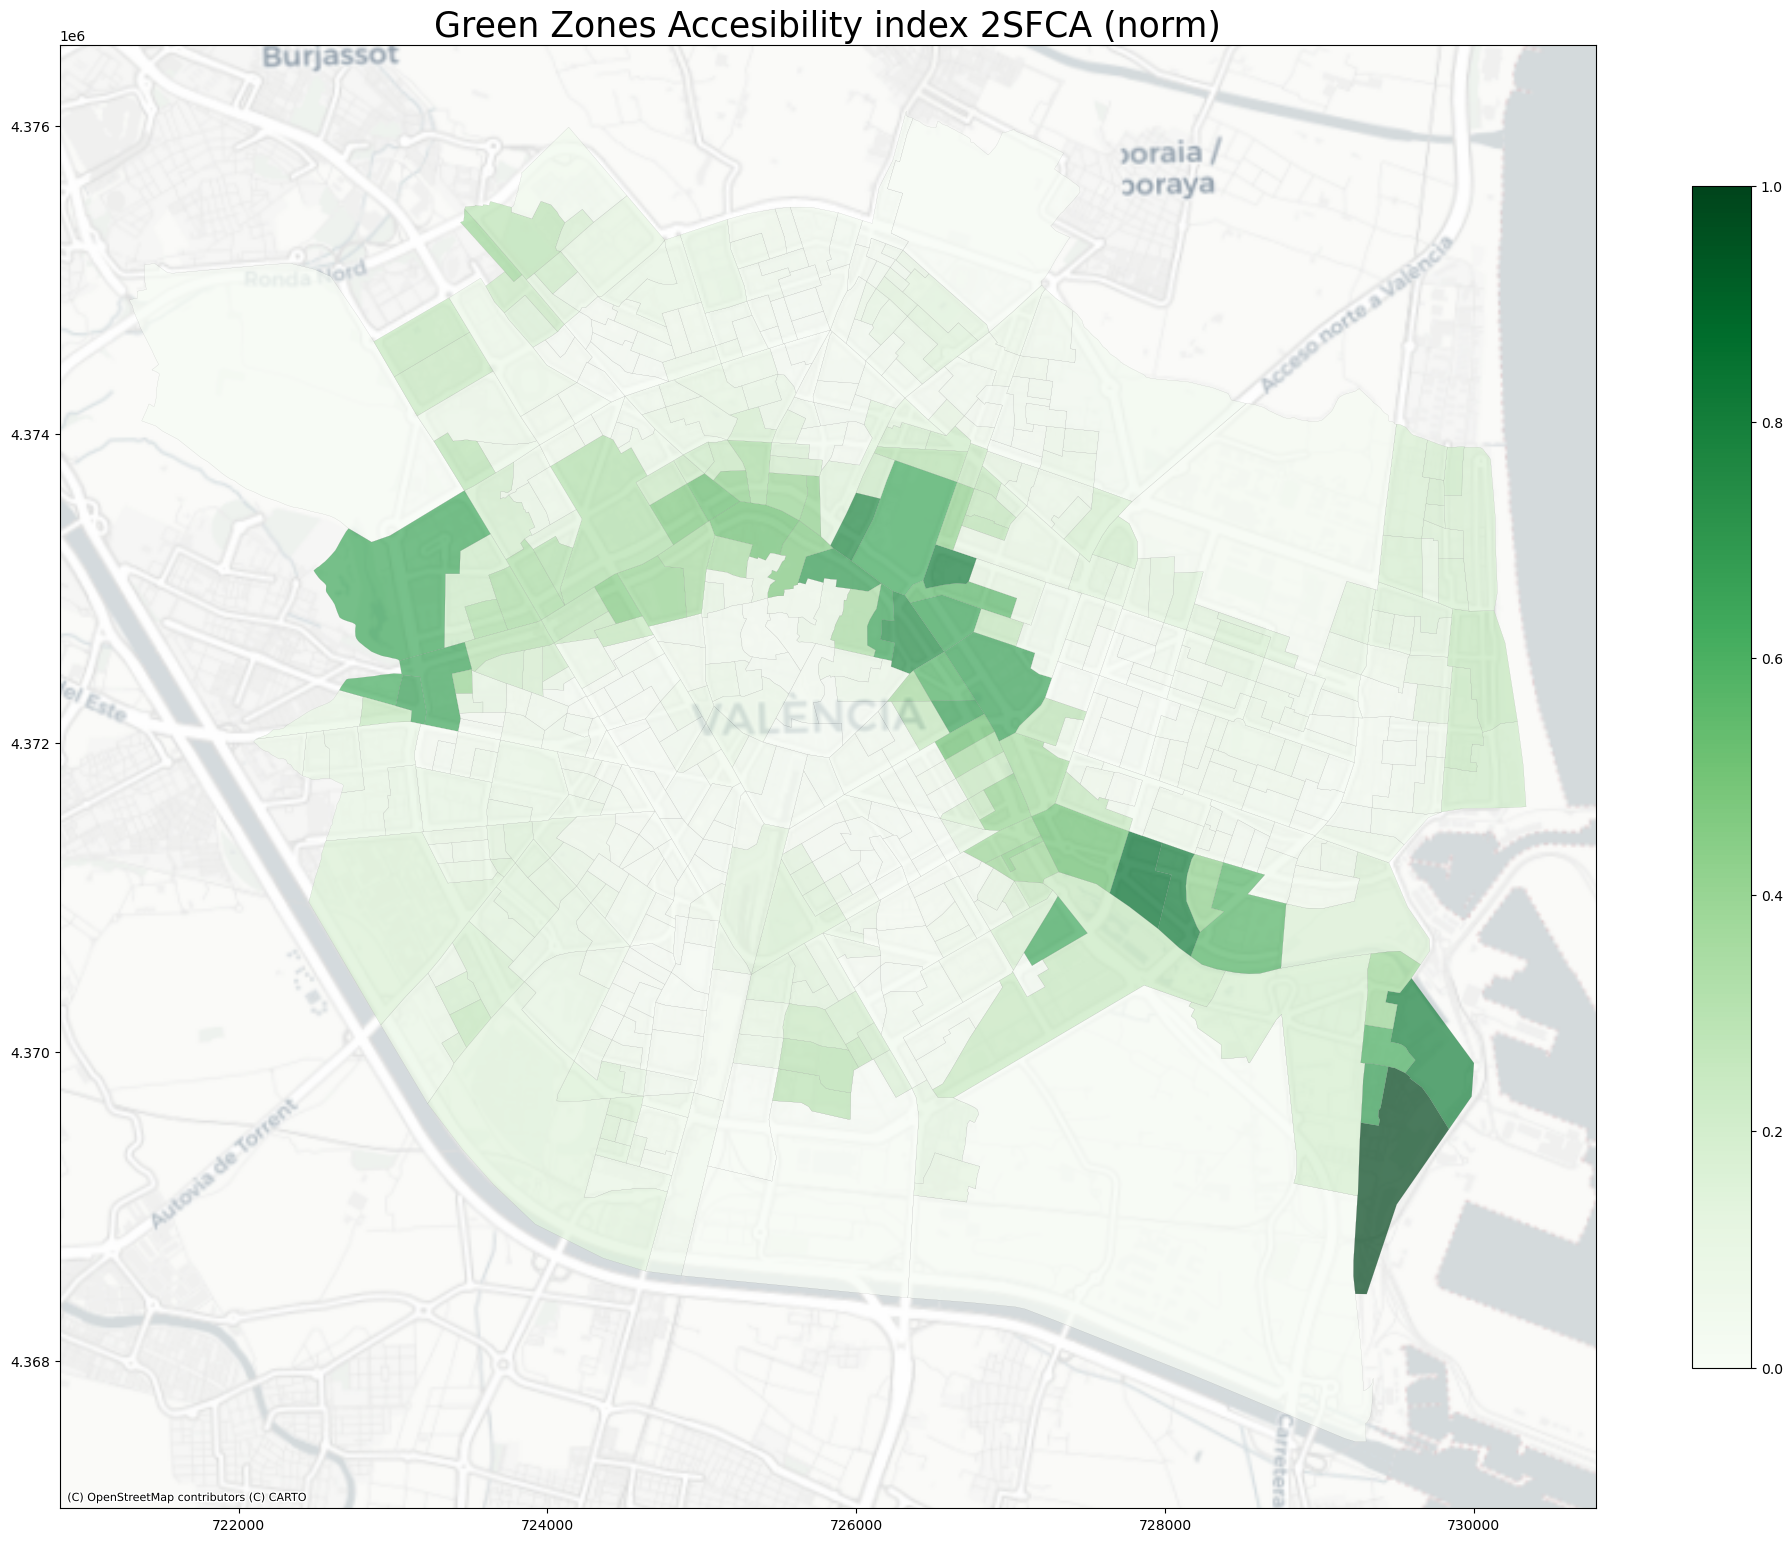 Green Zones Accesibility index 2SFCA (norm)
1e6
Burjassot
4.376
oraia /
boraya
1.0
Ronda Nord
Acceso norte a València
4.374
0.8
0.6
del Este
VALÈNCIA
4.372
0.4
4.370
0.2
Autovia de Torrent
4.368
0.0
Carretera
(C) OpenStreetMap contributors (C) CARTO
722000
724000
726000
728000
730000